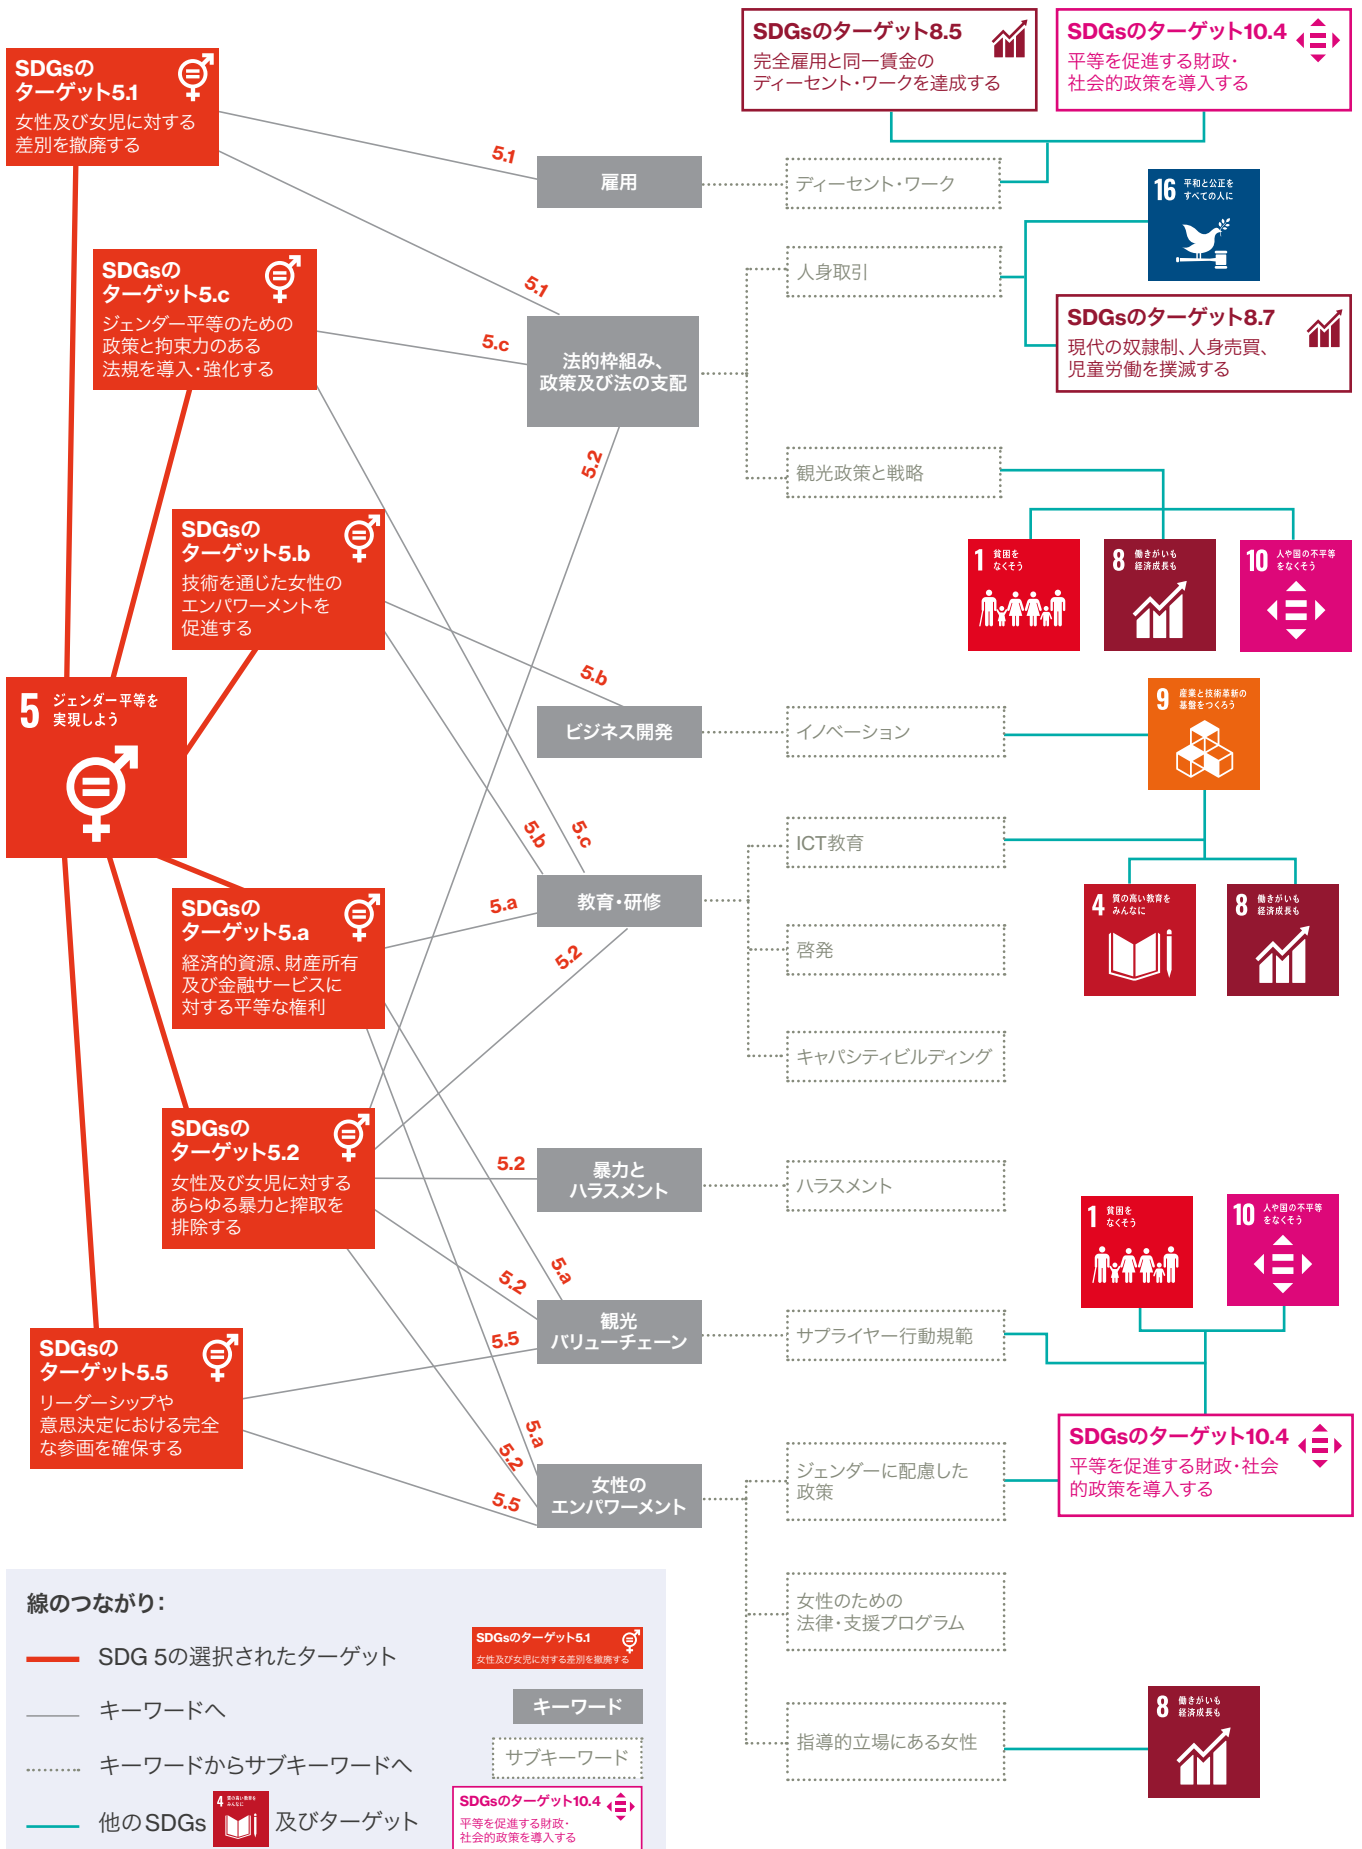 SDGsのターゲット8.5
完全雇用と同一賃金の
ディーセント・ワークを達成する
SDGsのターゲット10.4
平等を促進する財政・
社会的政策を導入する
SDGsの
ターゲット5.1
女性及び女児に対する
差別を撤廃する
5.1
雇用
ディーセント・ワーク
16 平和と公正を
すべての人に
SDGsの
ターゲット5.c
ジェンダー平等のための
政策と拘束力のある
法規を導入・強化する
5.1
5.c
法的枠組み、
政策及び法の支配
5.2
人身取引
SDGsのターゲット8.7
現代の奴隷制、人身売買、
児童労働を撲滅する
観光政策と戦略
1 貧困を
なくそう
8 働きがいも
経済成長も
10 人や国の不平等
をなくそう
SDGsの
ターゲット5.b
技術を通じた女性の
エンパワーメントを
促進する
5 ジェンダー平等を
実現しよう
5.b
ビジネス開発
イノベーション
9 産業と技術革新の
基盤をつくろう
5.b
5.c
教育・研修
5.a
5.2
ICT教育
啓発
キャパシティビルディング
4 質の高い教育を
みんなに
8 働きがいも
経済成長も
SDGsの
ターゲット5.a
経済的資源、財産所有
及び金融サービスに
対する平等な権利
SDGsの
ターゲット5.2
女性及び女児に対する
あらゆる暴力と搾取を
排除する
5.2
暴力と
ハラスメント
ハラスメント
5.a
5.2
5.5
観光
バリューチェーン
サプライヤー行動規範
1 貧困を
なくそう
10 人や国の不平等
をなくそう
SDGsの
ターゲット5.5
リーダーシップや
意思決定における完全
な参画を確保する
5.a
5.2
5.5
女性の
エンパワーメント
ジェンダーに配慮した
政策
SDGsのターゲット10.4
平等を促進する財政・社会
的政策を導入する
女性のための
法律・支援プログラム
指導的立場にある女性
8 働きがいも
経済成長も
線のつながり：
SDG 5の選択されたターゲット
SDGsのターゲット5.1
女性及び女児に対する差別を撤廃する
キーワードへ
キーワード
キーワードからサブキーワードへ
サブキーワード
他のSDGs
4 質の高い教育を
みんなに
及びターゲット
SDGsのターゲット10.4
平等を促進する財政・
社会的政策を導入する